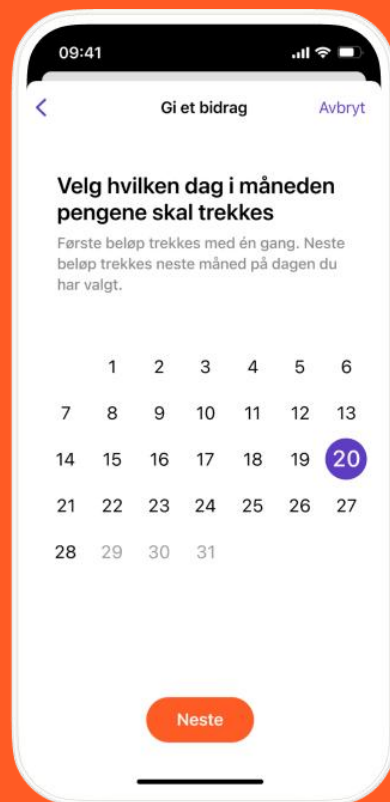 09:41
Gi et bidrag Avbryt
Velg hvilken dag i måneden
pengene skal trekkes
Første beløp trekkes med én gang. Neste
beløp trekkes neste måned på dagen du
har valgt.
1 2 3 4 5 6
7 8 9 10 11 12 13
14 15 16 17 18 19 20
21 22 23 24 25 26 27
28 29 30 31
Neste